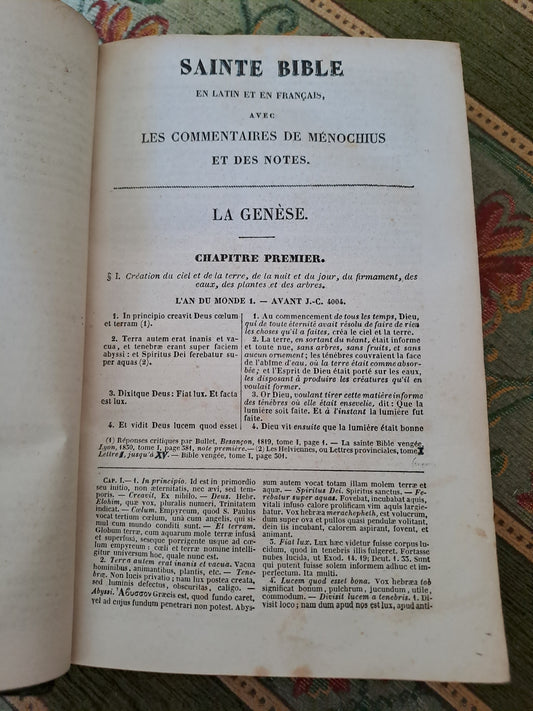 SAINTE BIBLE
EN LATIN ET EN FRANÇAIS,
AVEC
LES COMMENTAIRES DE MÉNOCHIUS
ET DES NOTES.
LA GENÈSE.
CHAPITRE PREMIER.
§ I. Création du ciel et de la terre, de la nuit et du jour, du firmament, des
eaux, des plantes et des arbres.
L'AN DU MONDE 1. — AVANT J.-C. 4004.
1. In principio creavit Deus cœlum
et terram (1).
2. Terra autem erat inanis et va-
cua, et tenebræ erant super faciem
abyssi : et Spiritus Dei ferebatur su-
per aquas (2).
3. Dixitque Deus : Fiat lux. Et facta
est lux.
4. Et vidit Deus lucem quod esset
1. Au commencement de tous les temps, Dieu,
qui de toute éternité avait résolu de faire de rien
les choses qu'il a faites, créa le ciel et la terre.
2. La terre, en sortant du néant, était informe
et toute nue, sans arbres, sans fruits, et sans
aucun ornement ; les ténèbres couvraient la face
de l'abîme d'eau, où la terre était comme absor-
bée ; et l'Esprit de Dieu était porté sur les eaux,
les disposant à produire les créatures qu'il en
voulait former.
3. Or Dieu, voulant tirer cette matière informe
des ténèbres où elle était ensevelie, dit : Que la
lumière soit faite. Et à l'instant la lumière fut
faite.
4. Dieu vit ensuite que la lumière était bonne
(1) Réponses critiques par Bullet, Besançon, 1819, tome I, page 1. — La sainte Bible vengée,
Lyon, 1830, tome I, page 381, note première. — (2) Les Helviennes, ou Lettres provinciales, tome I
Lettre I, jusqu'à XV. — Bible vengée, tome I, page 301.
CAP. I. — 1. In principio. Id est in primordio
seu initio, non æternitatis, nec ævi, sed tem-
poris. — Creavit, Ex nihilo. — Deus. Hebr.
Elohim, quæ vox, pluralis numeri, Trinitatem
indicat. — Cœlum, Empyreum, quod S. Paulus
vocat tertium cœlum, una cum angelis, qui si-
mul cum mundo conditi sunt. — Et terram.
Globum terræ, cum aquarum mole terræ infusa
et superfusa, seseque porrigente usque ad cœ-
lum empyreum : cœli et terræ nomine intelli-
gitur universum hoc, quale nunc est.
2. Terra autem erat inanis et vacua. Vacua
hominibus, animantibus, plantis, etc. — Tene-
bræ. Non lucis privatio ; nam lux postea creata,
sed luminis defectus, obscuritas, caligo. —
Abyssi. Ἄβυσσον Græcis est, quod fundo caret,
vel ad cujus fundum penetrari non potest. Abys-
sum autem vocat totam illam molem terræ et
aquæ. — Spiritus Dei. Spiritus sanctus. — Fe-
rebatur super aquas. Fovebat, incubabat aquis,
vitali infuso calore prolificam vim aquis largie-
batur. Vox hebræa merachepheth, est volucrum,
dum super ova et pullos quasi pendulæ volitant,
dein iis incubant, calorem aspirant, fovent, et
animant.
3. Fiat lux. Lux hæc videtur fuisse corpus lu-
cidum, quod in tenebris illis fulgeret. Fortasse
nubes lucida, ut Exod. 14. 19; Deut. 1. 33. Sunt
qui putent fuisse solem informem adhuc et im-
perfectum. Ita multi.
4. Lucem quod esset bona. Vox hebræa tob
significat bonum, pulchrum, jucundum, utile,
commodum. — Divisit lucem a tenebris. 1. Di-
visit loco ; nam dum apud nos est lux, apud anti-